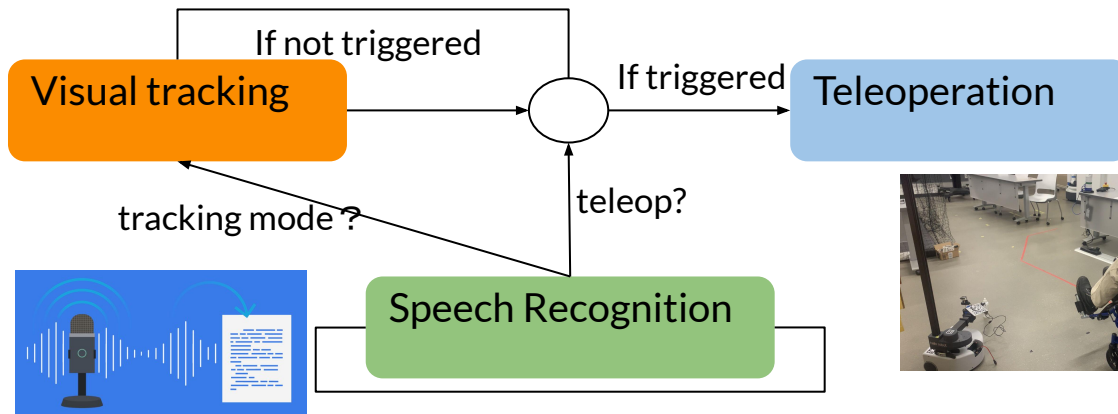 If not triggered
Visual tracking
If triggered
Teleoperation
tracking mode？
teleop?
Speech Recognition